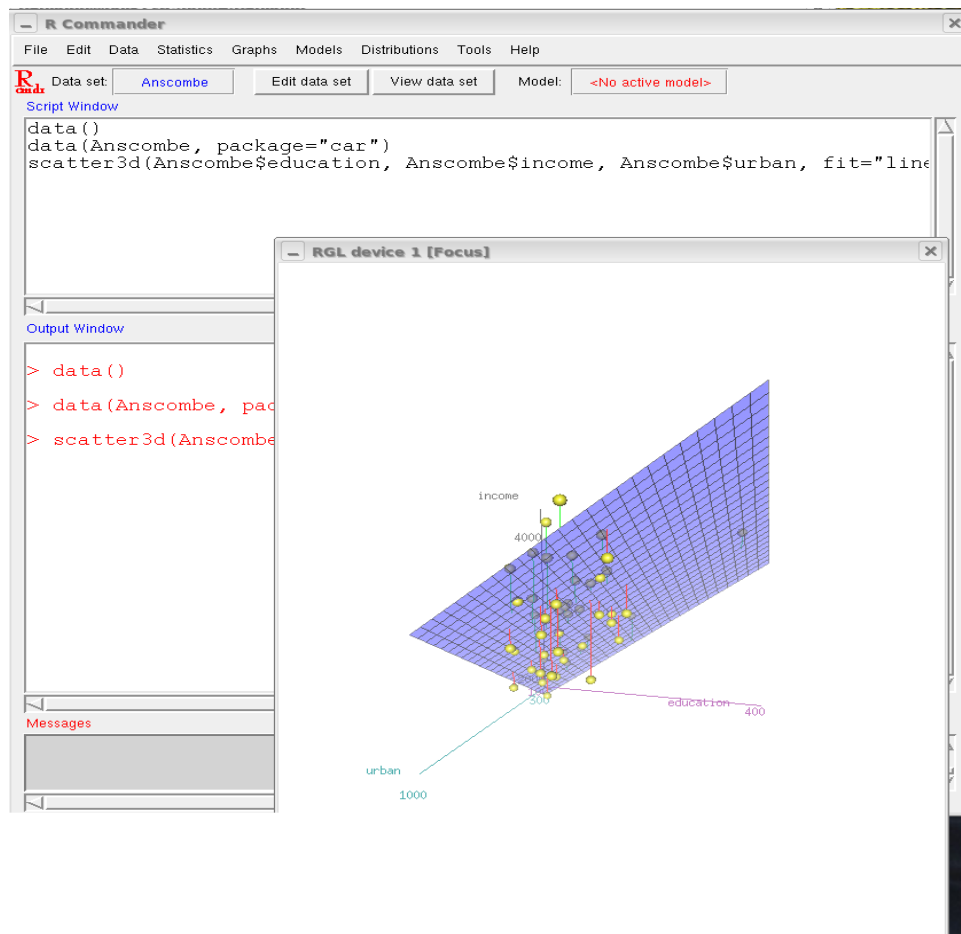 R Commander
File Edit Data Statistics Graphs Models Distributions Tools Help
R cmdr Data set: Anscombe Edit data set View data set Model: <No active model>
Script Window
data()
data(Anscombe, package="car")
scatter3d(Anscombe$education, Anscombe$income, Anscombe$urban, fit="line
RGL device 1 [Focus]
Output Window
> data()
> data(Anscombe, pac
> scatter3d(Anscombe
income
4000
300
education
400
urban
1000
Messages